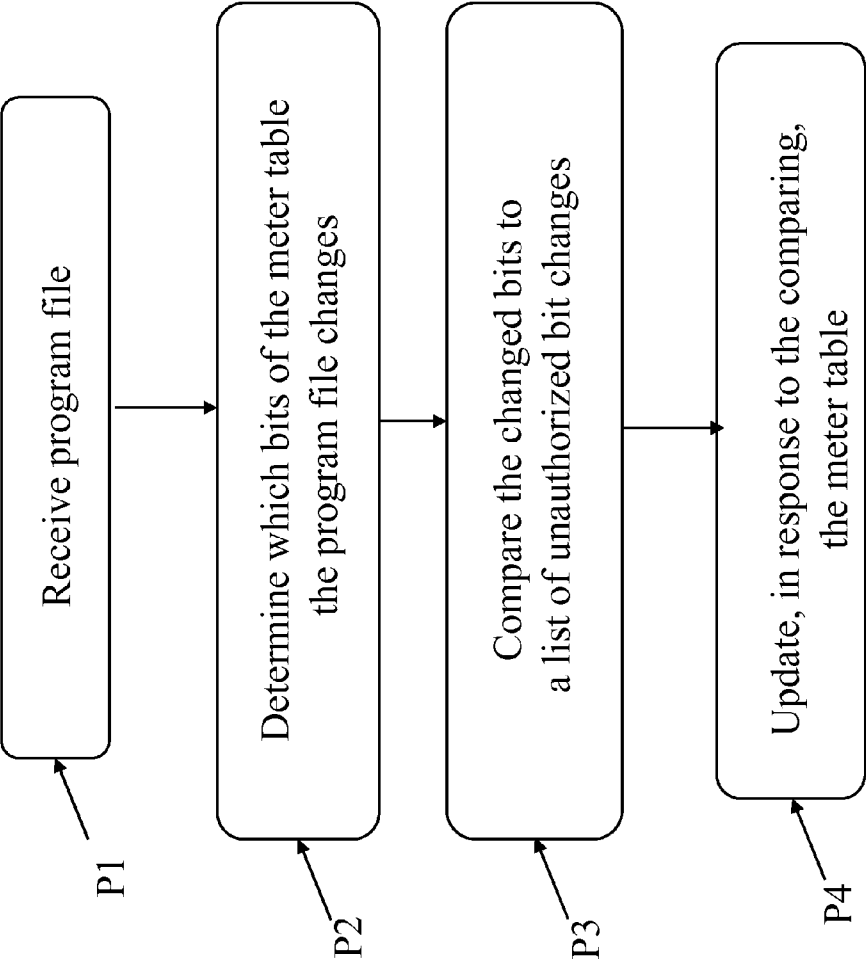 P1
Receive program file
P2
Determine which bits of the meter table
the program file changes
P3
Compare the changed bits to
a list of unauthorized bit changes
P4
Update, in response to the comparing,
the meter table